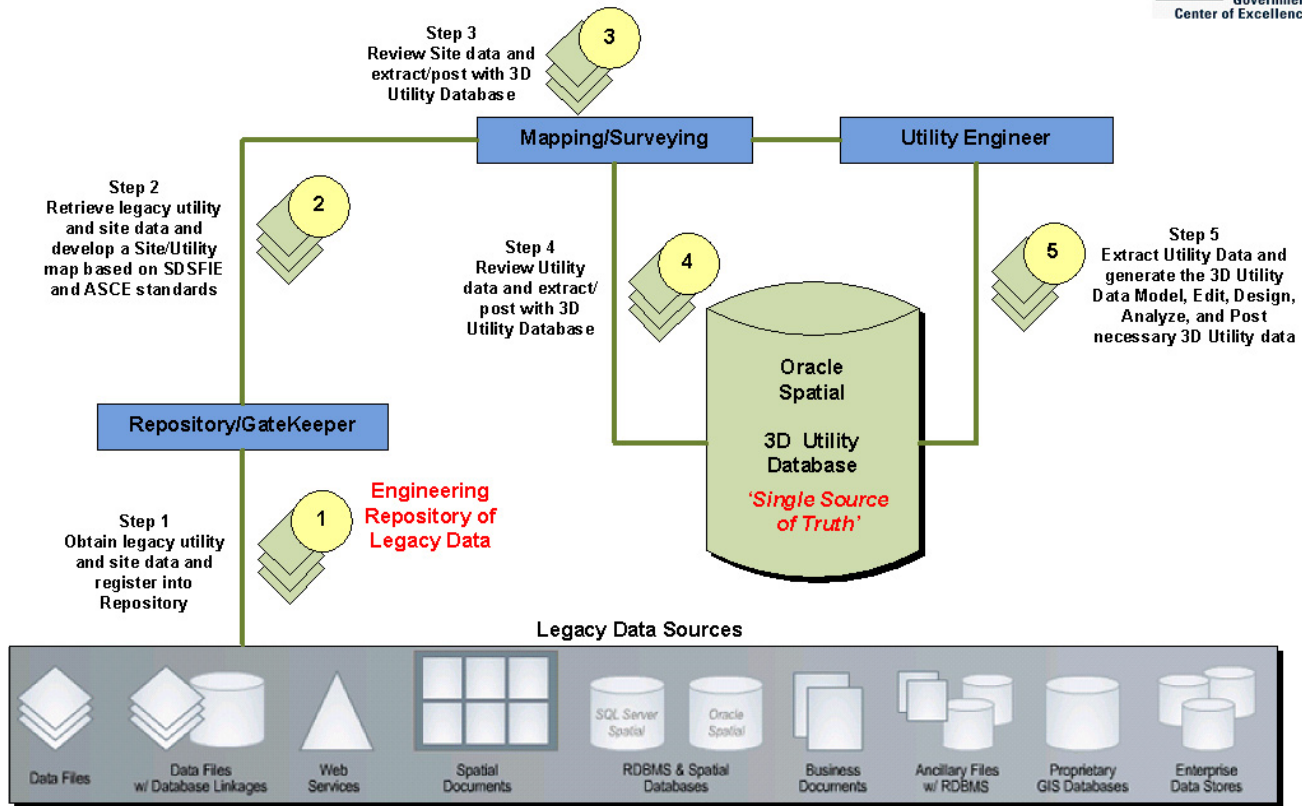 Government
Center of Excellenc
Step 3
Review Site data and
extract/post with 3D
Utility Database
3
Mapping/Surveying
Utility Engineer
Step 2
Retrieve legacy utility
and site data and
develop a Site/Utility
map based on SDSFIE
and ASCE standards
2
Step 4
Review Utility
data and extract/
post with 3D
Utility Database
4
5
Step 5
Extract Utility Data and
generate the 3D Utility
Data Model, Edit, Design,
Analyze, and Post
necessary 3D Utility data
Oracle
Spatial
3D Utility
Database
'Single Source
of Truth'
Repository/GateKeeper
Step 1
Obtain legacy utility
and site data and
register into
Repository
1
Engineering
Repository of
Legacy Data
Legacy Data Sources
Data Files
Data Files
w/ Database Linkages
Web
Services
Spatial
Documents
SQL Server
Spatial
Oracle
Spatial
RDBMS & Spatial
Databases
Business
Documents
Ancillary Files
w/ RDBMS
Proprietary
GIS Databases
Enterprise
Data Stores